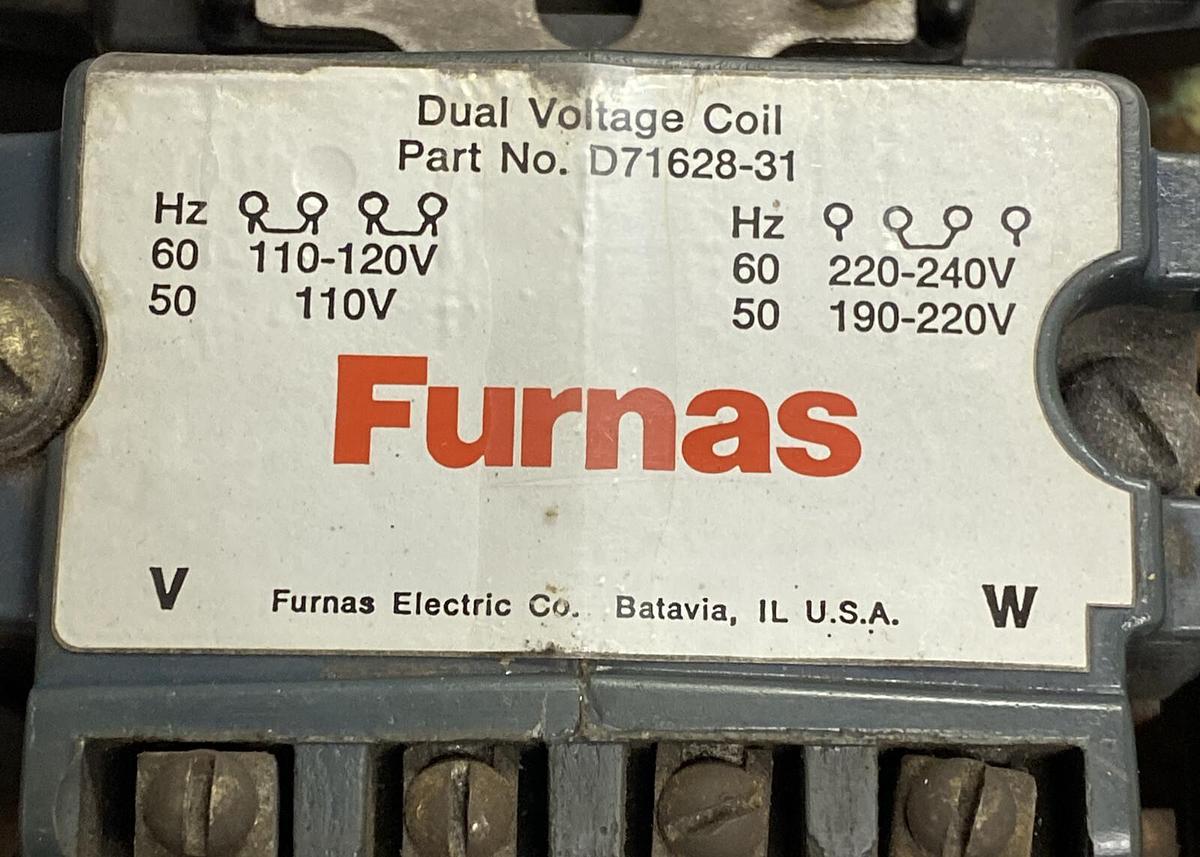 Dual Voltage Coil
Part No. D71628-31
Hz
60 110-120V
50 110V
Hz
60 220-240V
50 190-220V
Furnas
V Furnas Electric Co. Batavia, IL U.S.A. W